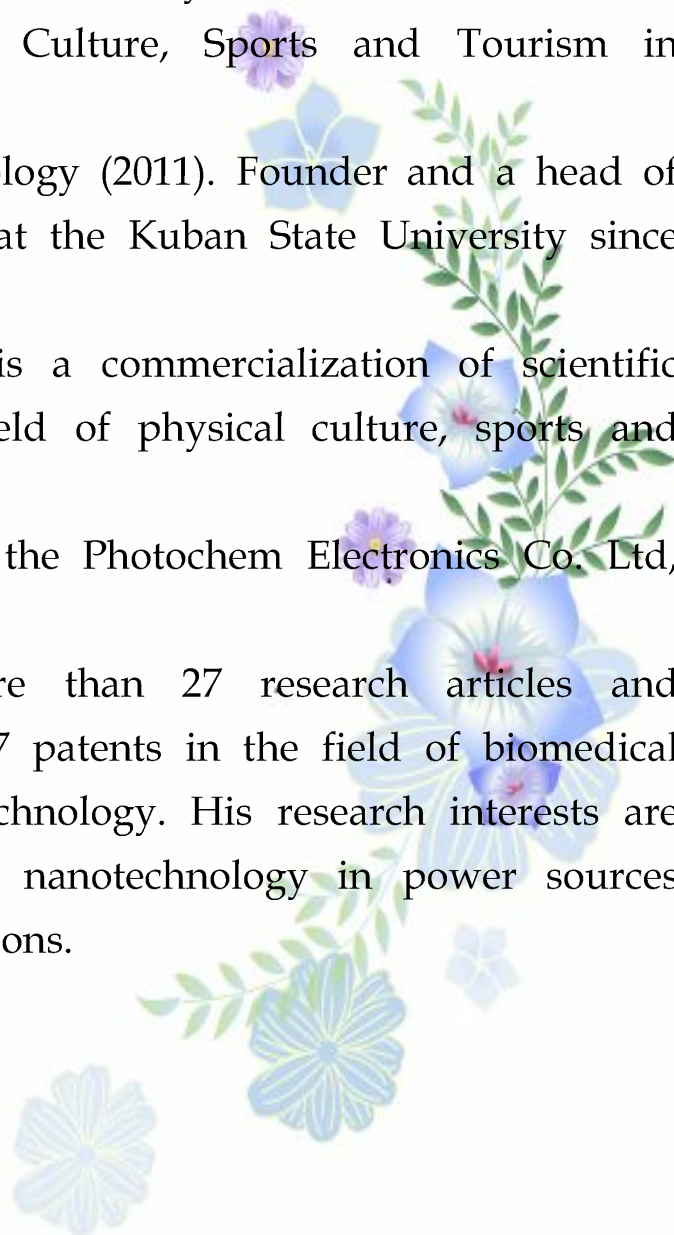 Culture, Sports and Tourism in
ology (2011). Founder and a head of
at the Kuban State University since
is a commercialization of scientific
eld of physical culture, sports and
the Photochem Electronics Co. Ltd,
re than 27 research articles and
7 patents in the field of biomedical
chnology. His research interests are
nanotechnology in power sources
ons.